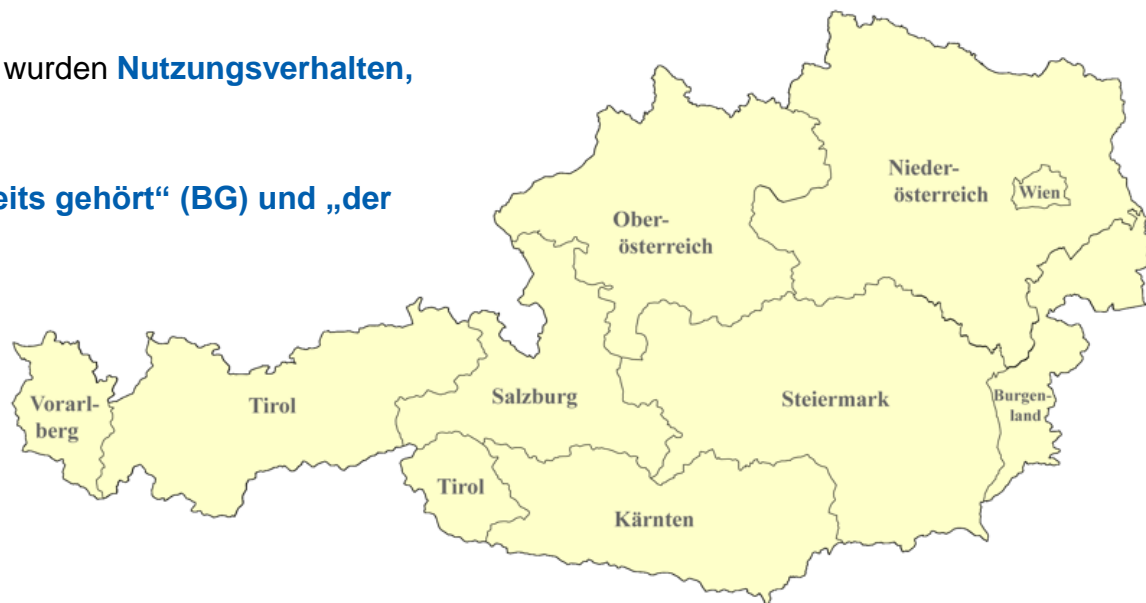 wurden Nutzungsverhalten,
eits gehört“ (BG) und „der
Nieder-
österreich
Wien
Ober-
österreich
Vorarl-
berg
Tirol
Salzburg
Steiermark
Burgen-
land
Tirol
Kärnten